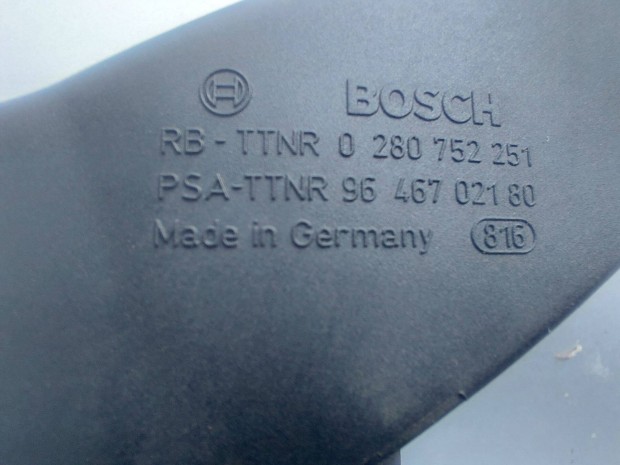 BOSCH
RB-TTNR 0 280 752 251
PSA-TTNR 96 467 021 80
Made in Germany 816